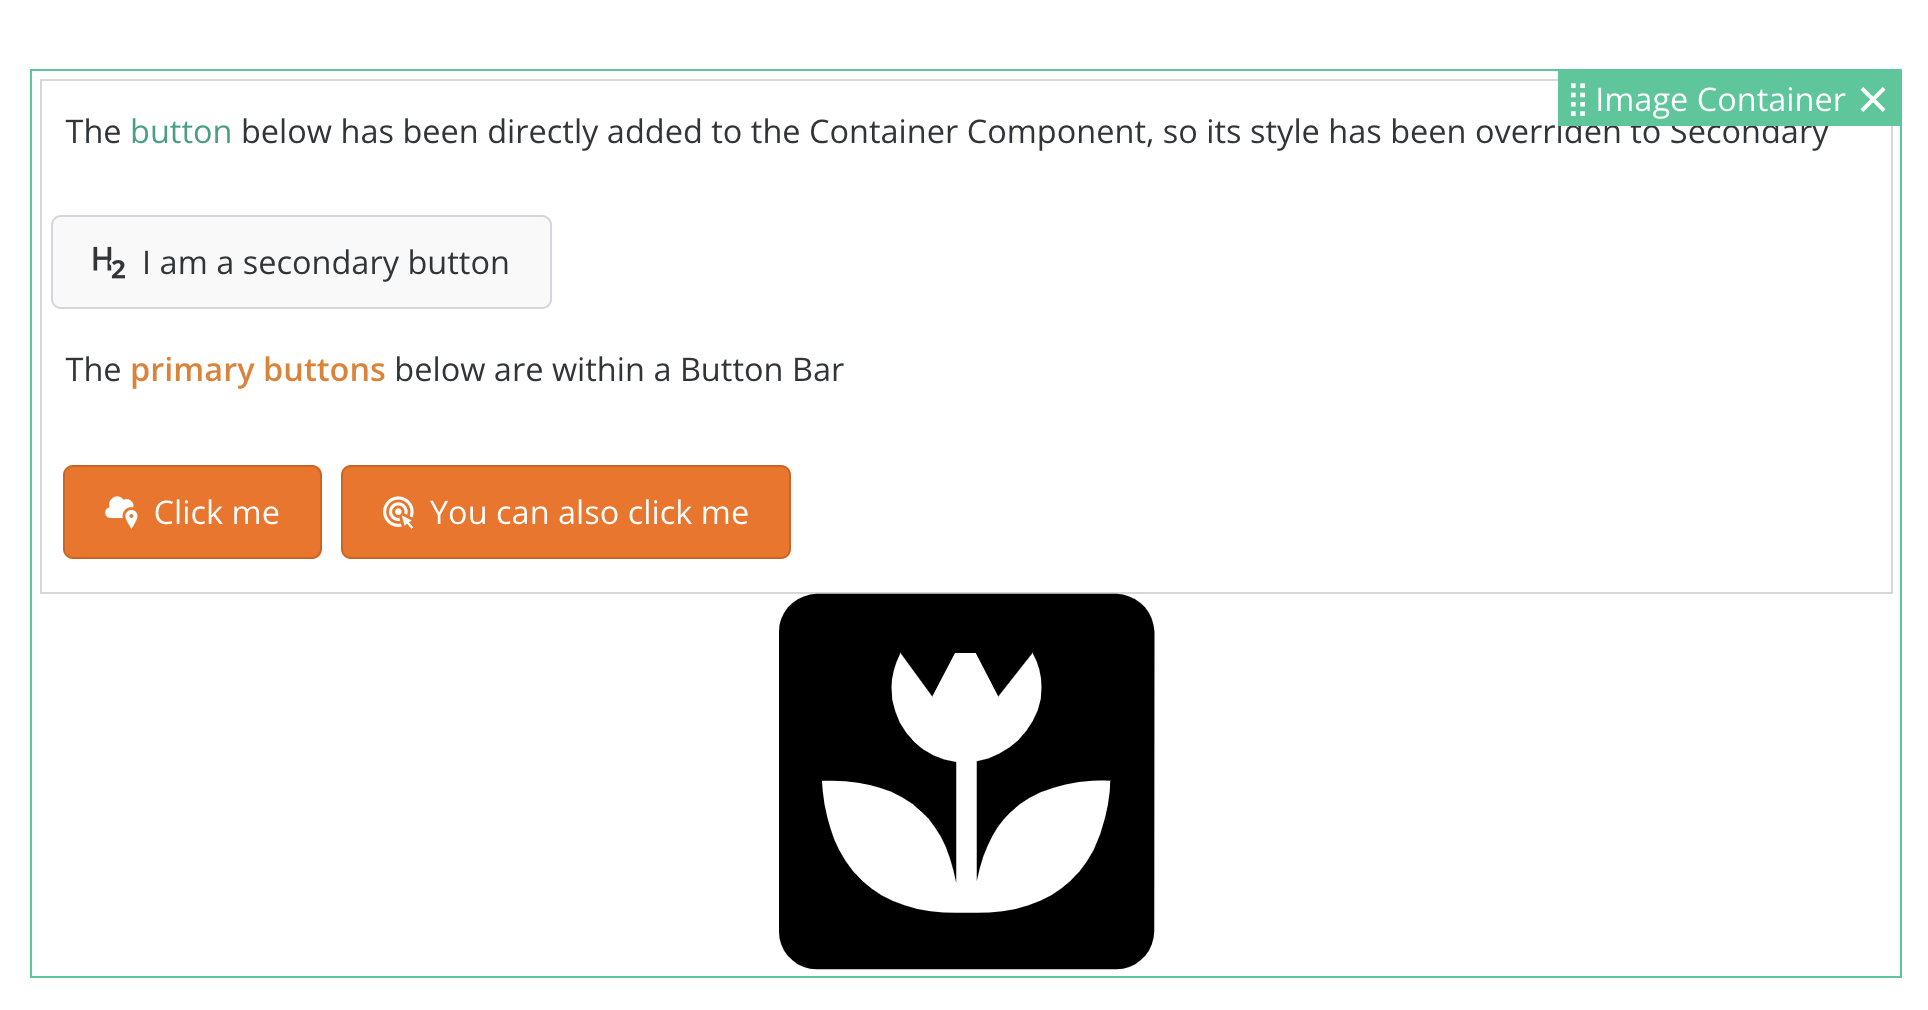 Image Container
The button below has been directly added to the Container Component, so its style has been overriden to Secondary
H2 I am a secondary button
The primary buttons below are within a Button Bar
Click me
You can also click me